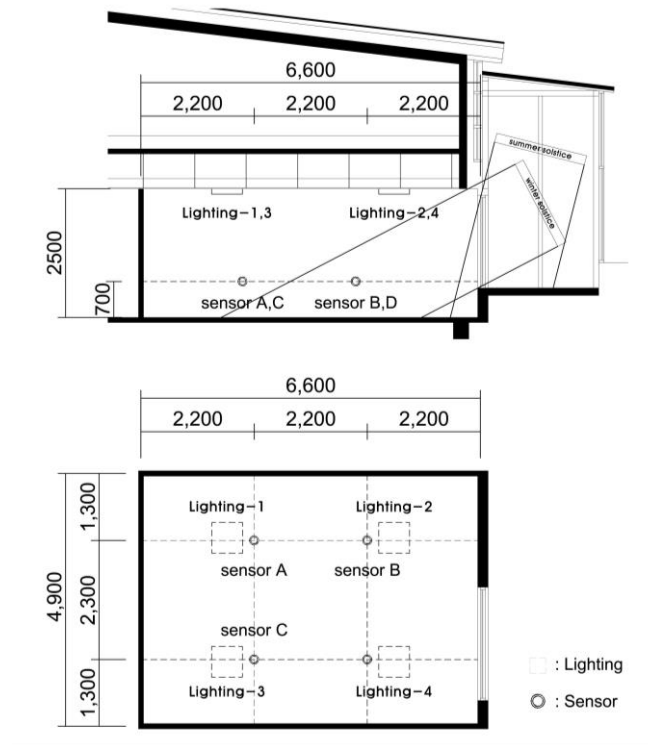 6,600
2,200 2,200 2,200
summer solstice
winter solstice
Lighting-1,3 Lighting-2,4
2500
700
sensor A,C sensor B,D
6,600
2,200 2,200 2,200
Lighting-1 Lighting-2
1,300
sensor A sensor B
4,900
2,300
sensor C
: Lighting
Lighting-3 Lighting-4
1,300
: Sensor